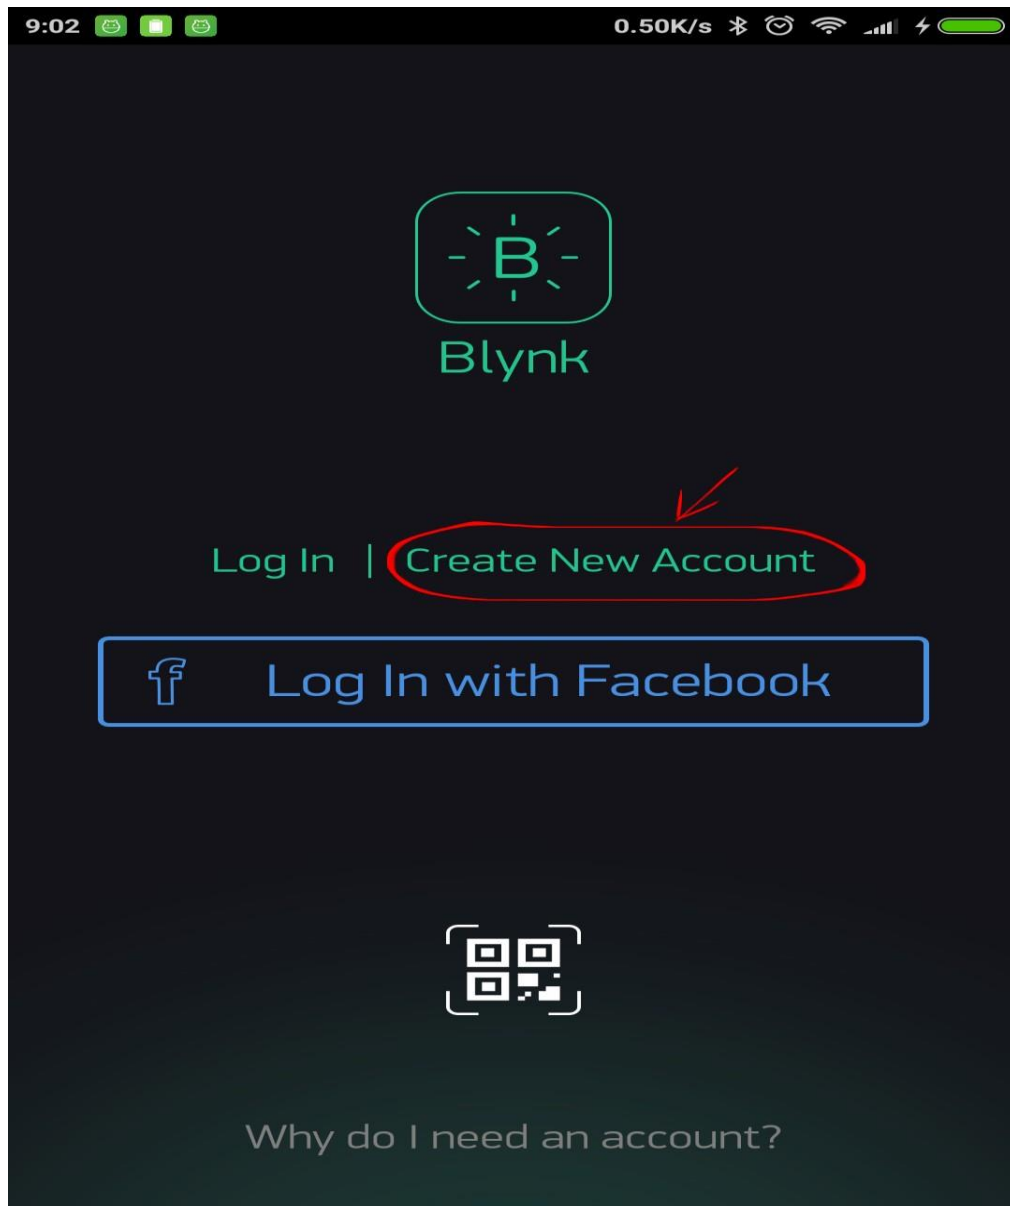 9:02 0.50K/s
B
Blynk
Log In | Create New Account
f Log In with Facebook
Why do I need an account?